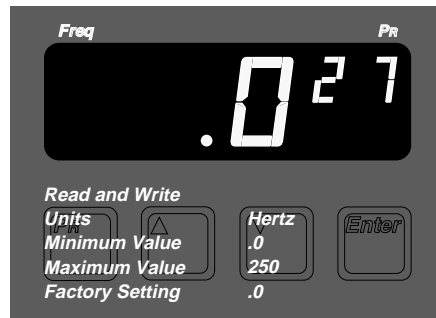 Freq PR
.0 27
Read and Write
PR Enter
Units Hertz
Minimum Value .0
Maximum Value 250
Factory Setting .0